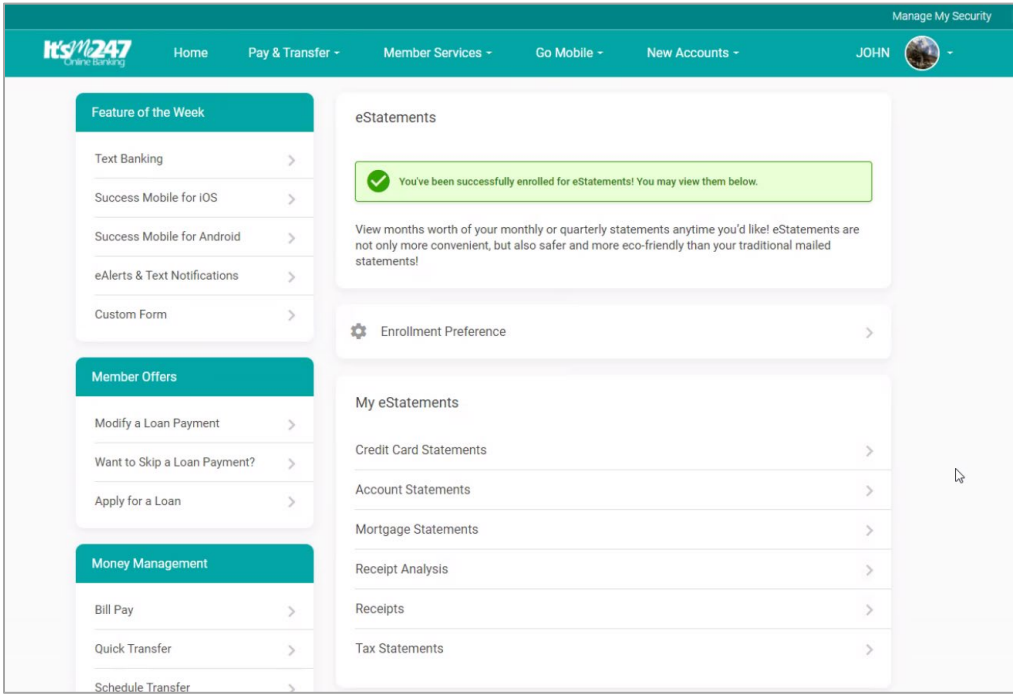 Manage My Security
It'sMe247
Online Banking
Home
Pay & Transfer
Member Services
Go Mobile
New Accounts
JOHN
Feature of the Week
Text Banking
Success Mobile for iOS
Success Mobile for Android
eAlerts & Text Notifications
Custom Form
Member Offers
Modify a Loan Payment
Want to Skip a Loan Payment?
Apply for a Loan
Money Management
Bill Pay
Quick Transfer
Schedule Transfer
eStatements
You've been successfully enrolled for eStatements! You may view them below.
View months worth of your monthly or quarterly statements anytime you'd like! eStatements are
not only more convenient, but also safer and more eco-friendly than your traditional mailed
statements!
Enrollment Preference
My eStatements
Credit Card Statements
Account Statements
Mortgage Statements
Receipt Analysis
Receipts
Tax Statements